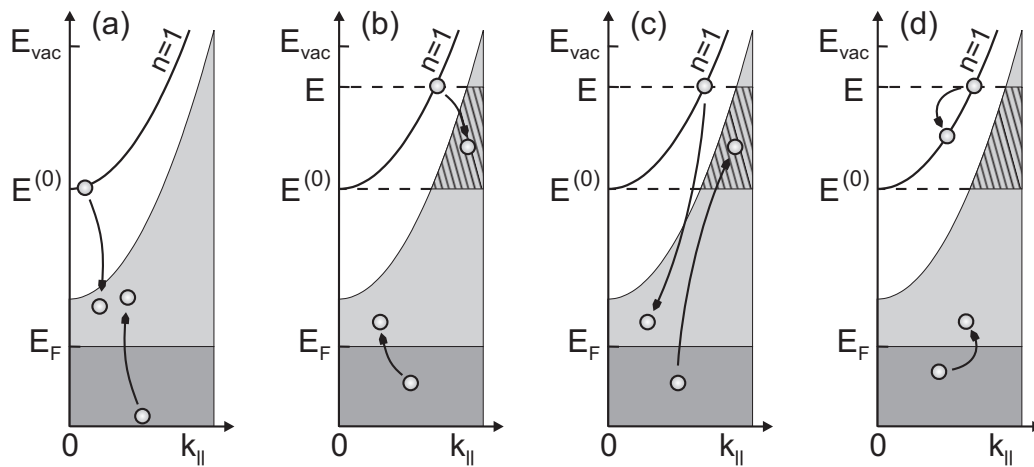 (a) (b) (c) (d)
E_vac n=1 E_vac n=1 E_vac n=1 E_vac n=1
E E E
E^(0) E^(0) E^(0) E^(0)
E_F E_F E_F E_F
0 k_|| 0 k_|| 0 k_|| 0 k_||